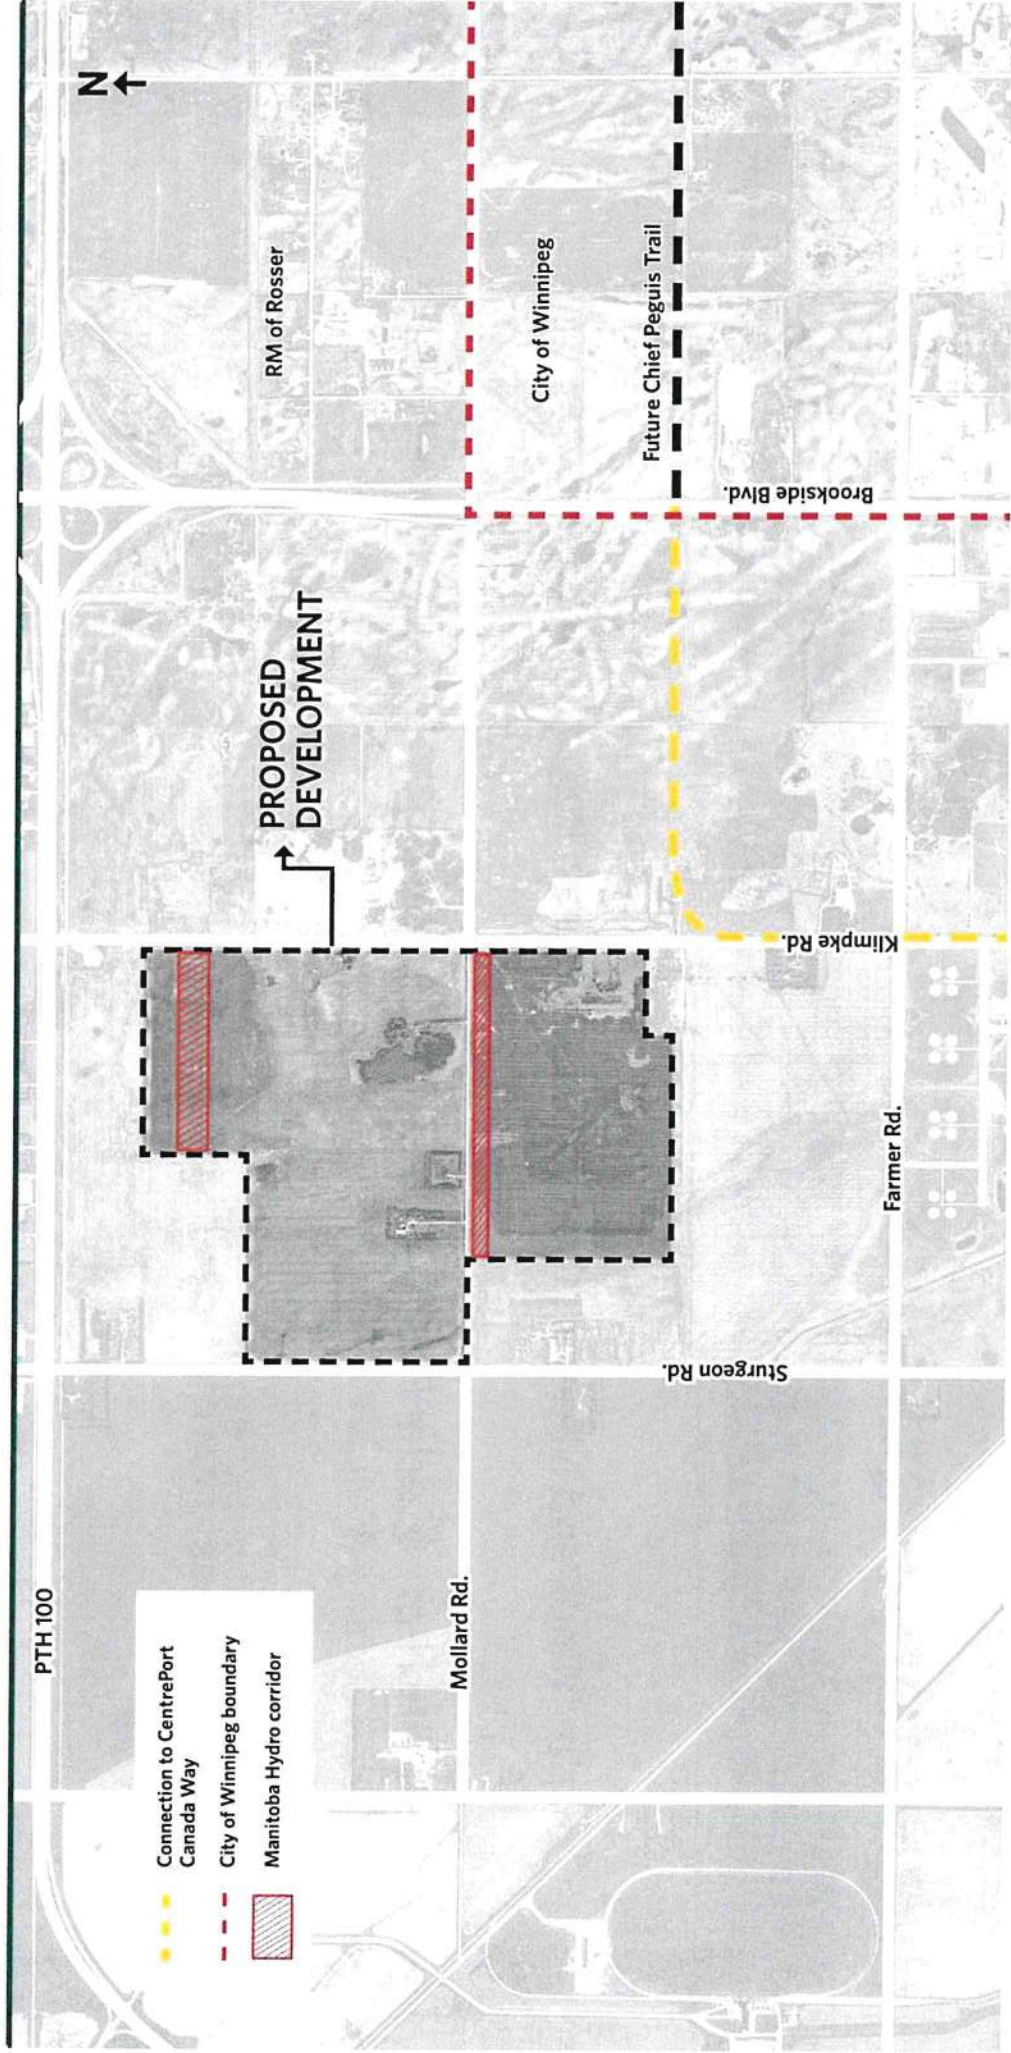 PTH 100
N
Connection to CentrePort
Canada Way
City of Winnipeg boundary
Manitoba Hydro corridor
PROPOSED
DEVELOPMENT
RM of Rosser
Mollard Rd.
City of Winnipeg
Future Chief Peguis Trail
Sturgeon Rd.
Klimpke Rd.
Brookside Blvd.
Farmer Rd.